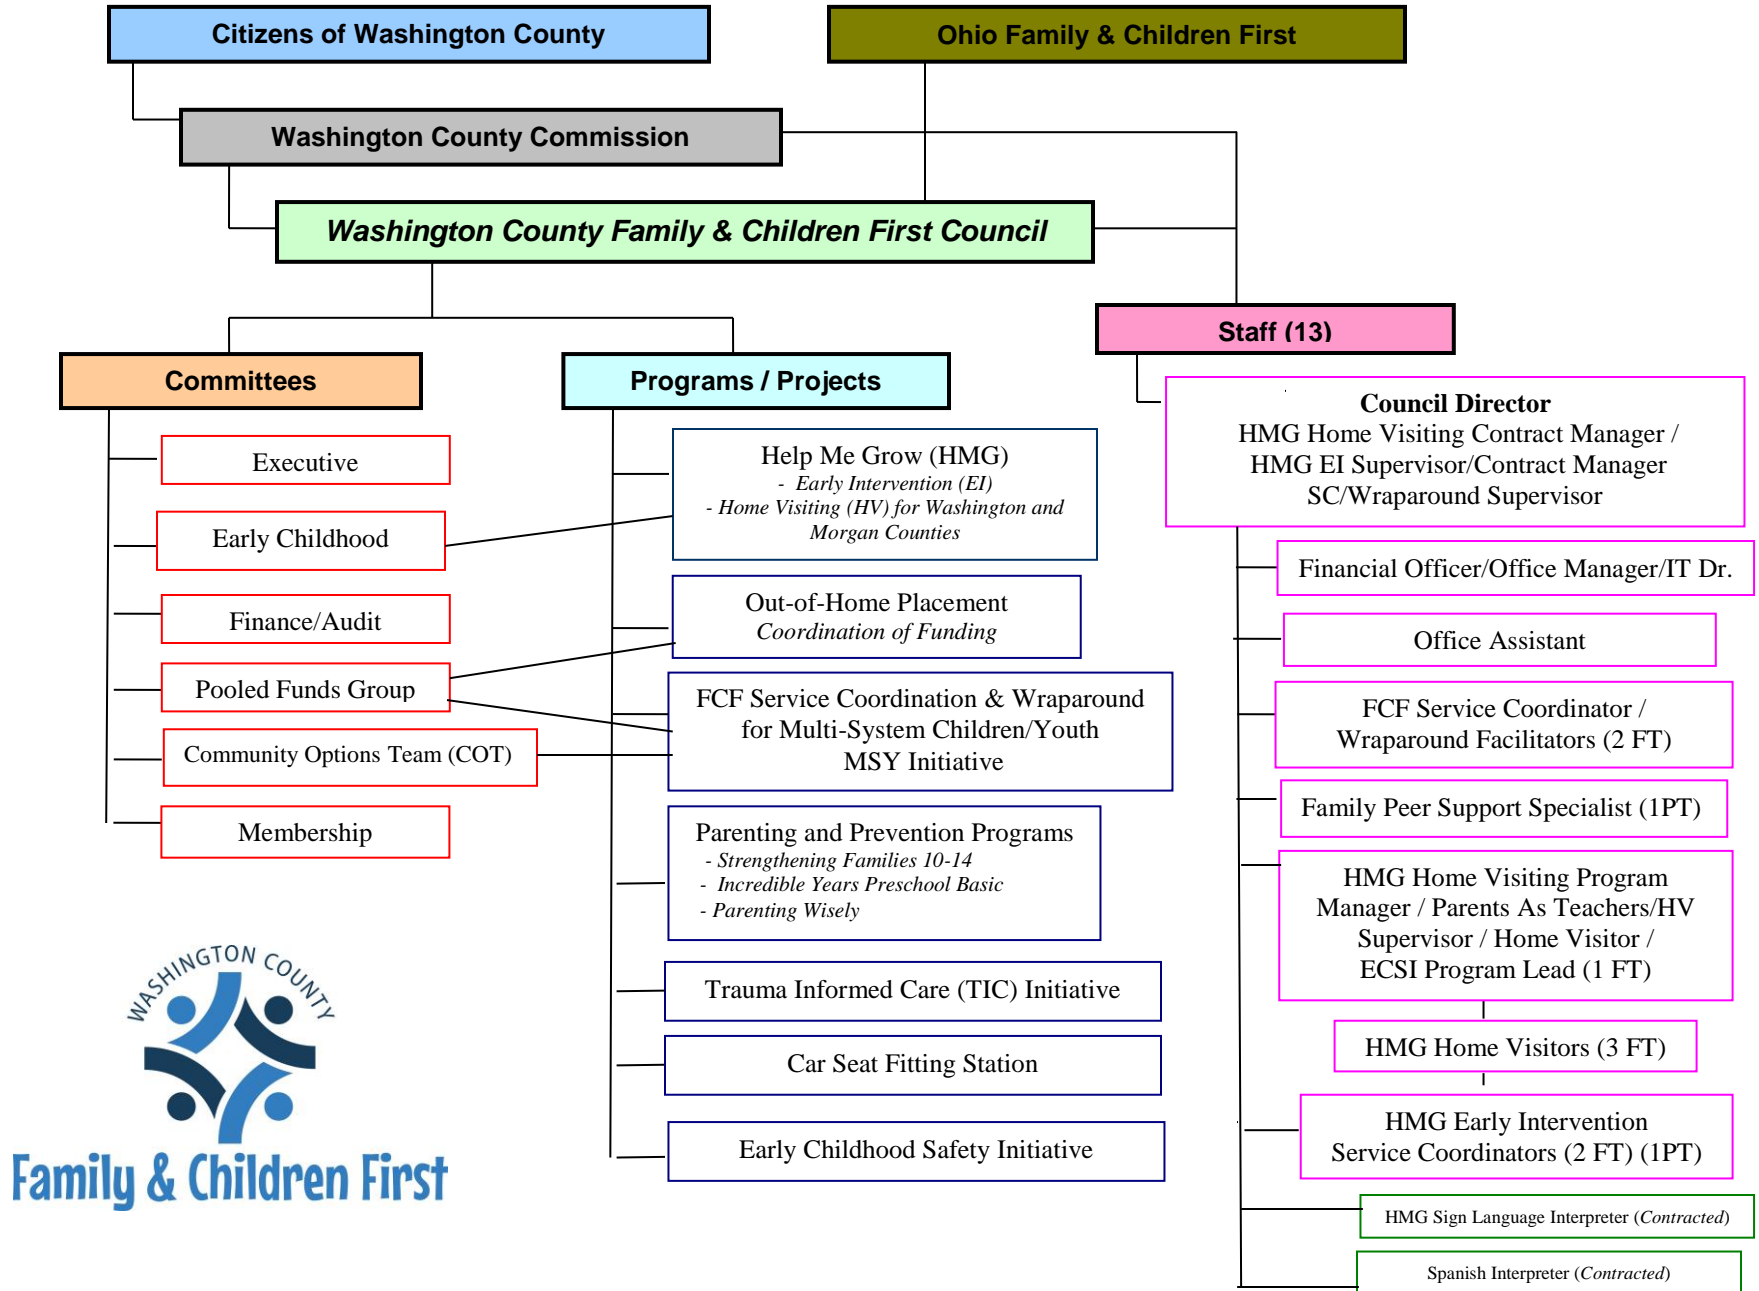 Citizens of Washington County
Ohio Family & Children First
Washington County Commission
Washington County Family & Children First Council
Staff (13)
Committees
Programs / Projects
Executive
Early Childhood
Finance/Audit
Pooled Funds Group
Community Options Team (COT)
Membership
Help Me Grow (HMG)
- Early Intervention (EI)
- Home Visiting (HV) for Washington and
Morgan Counties
Out-of-Home Placement
Coordination of Funding
FCF Service Coordination & Wraparound
for Multi-System Children/Youth
MSY Initiative
Parenting and Prevention Programs
- Strengthening Families 10-14
- Incredible Years Preschool Basic
- Parenting Wisely
Trauma Informed Care (TIC) Initiative
Car Seat Fitting Station
Early Childhood Safety Initiative
Council Director
HMG Home Visiting Contract Manager /
HMG EI Supervisor/Contract Manager
SC/Wraparound Supervisor
Financial Officer/Office Manager/IT Dr.
Office Assistant
FCF Service Coordinator /
Wraparound Facilitators (2 FT)
Family Peer Support Specialist (1PT)
HMG Home Visiting Program
Manager / Parents As Teachers/HV
Supervisor / Home Visitor /
ECSI Program Lead (1 FT)
HMG Home Visitors (3 FT)
HMG Early Intervention
Service Coordinators (2 FT) (1PT)
HMG Sign Language Interpreter (Contracted)
Spanish Interpreter (Contracted)
WASHINGTON COUNTY
Family & Children First